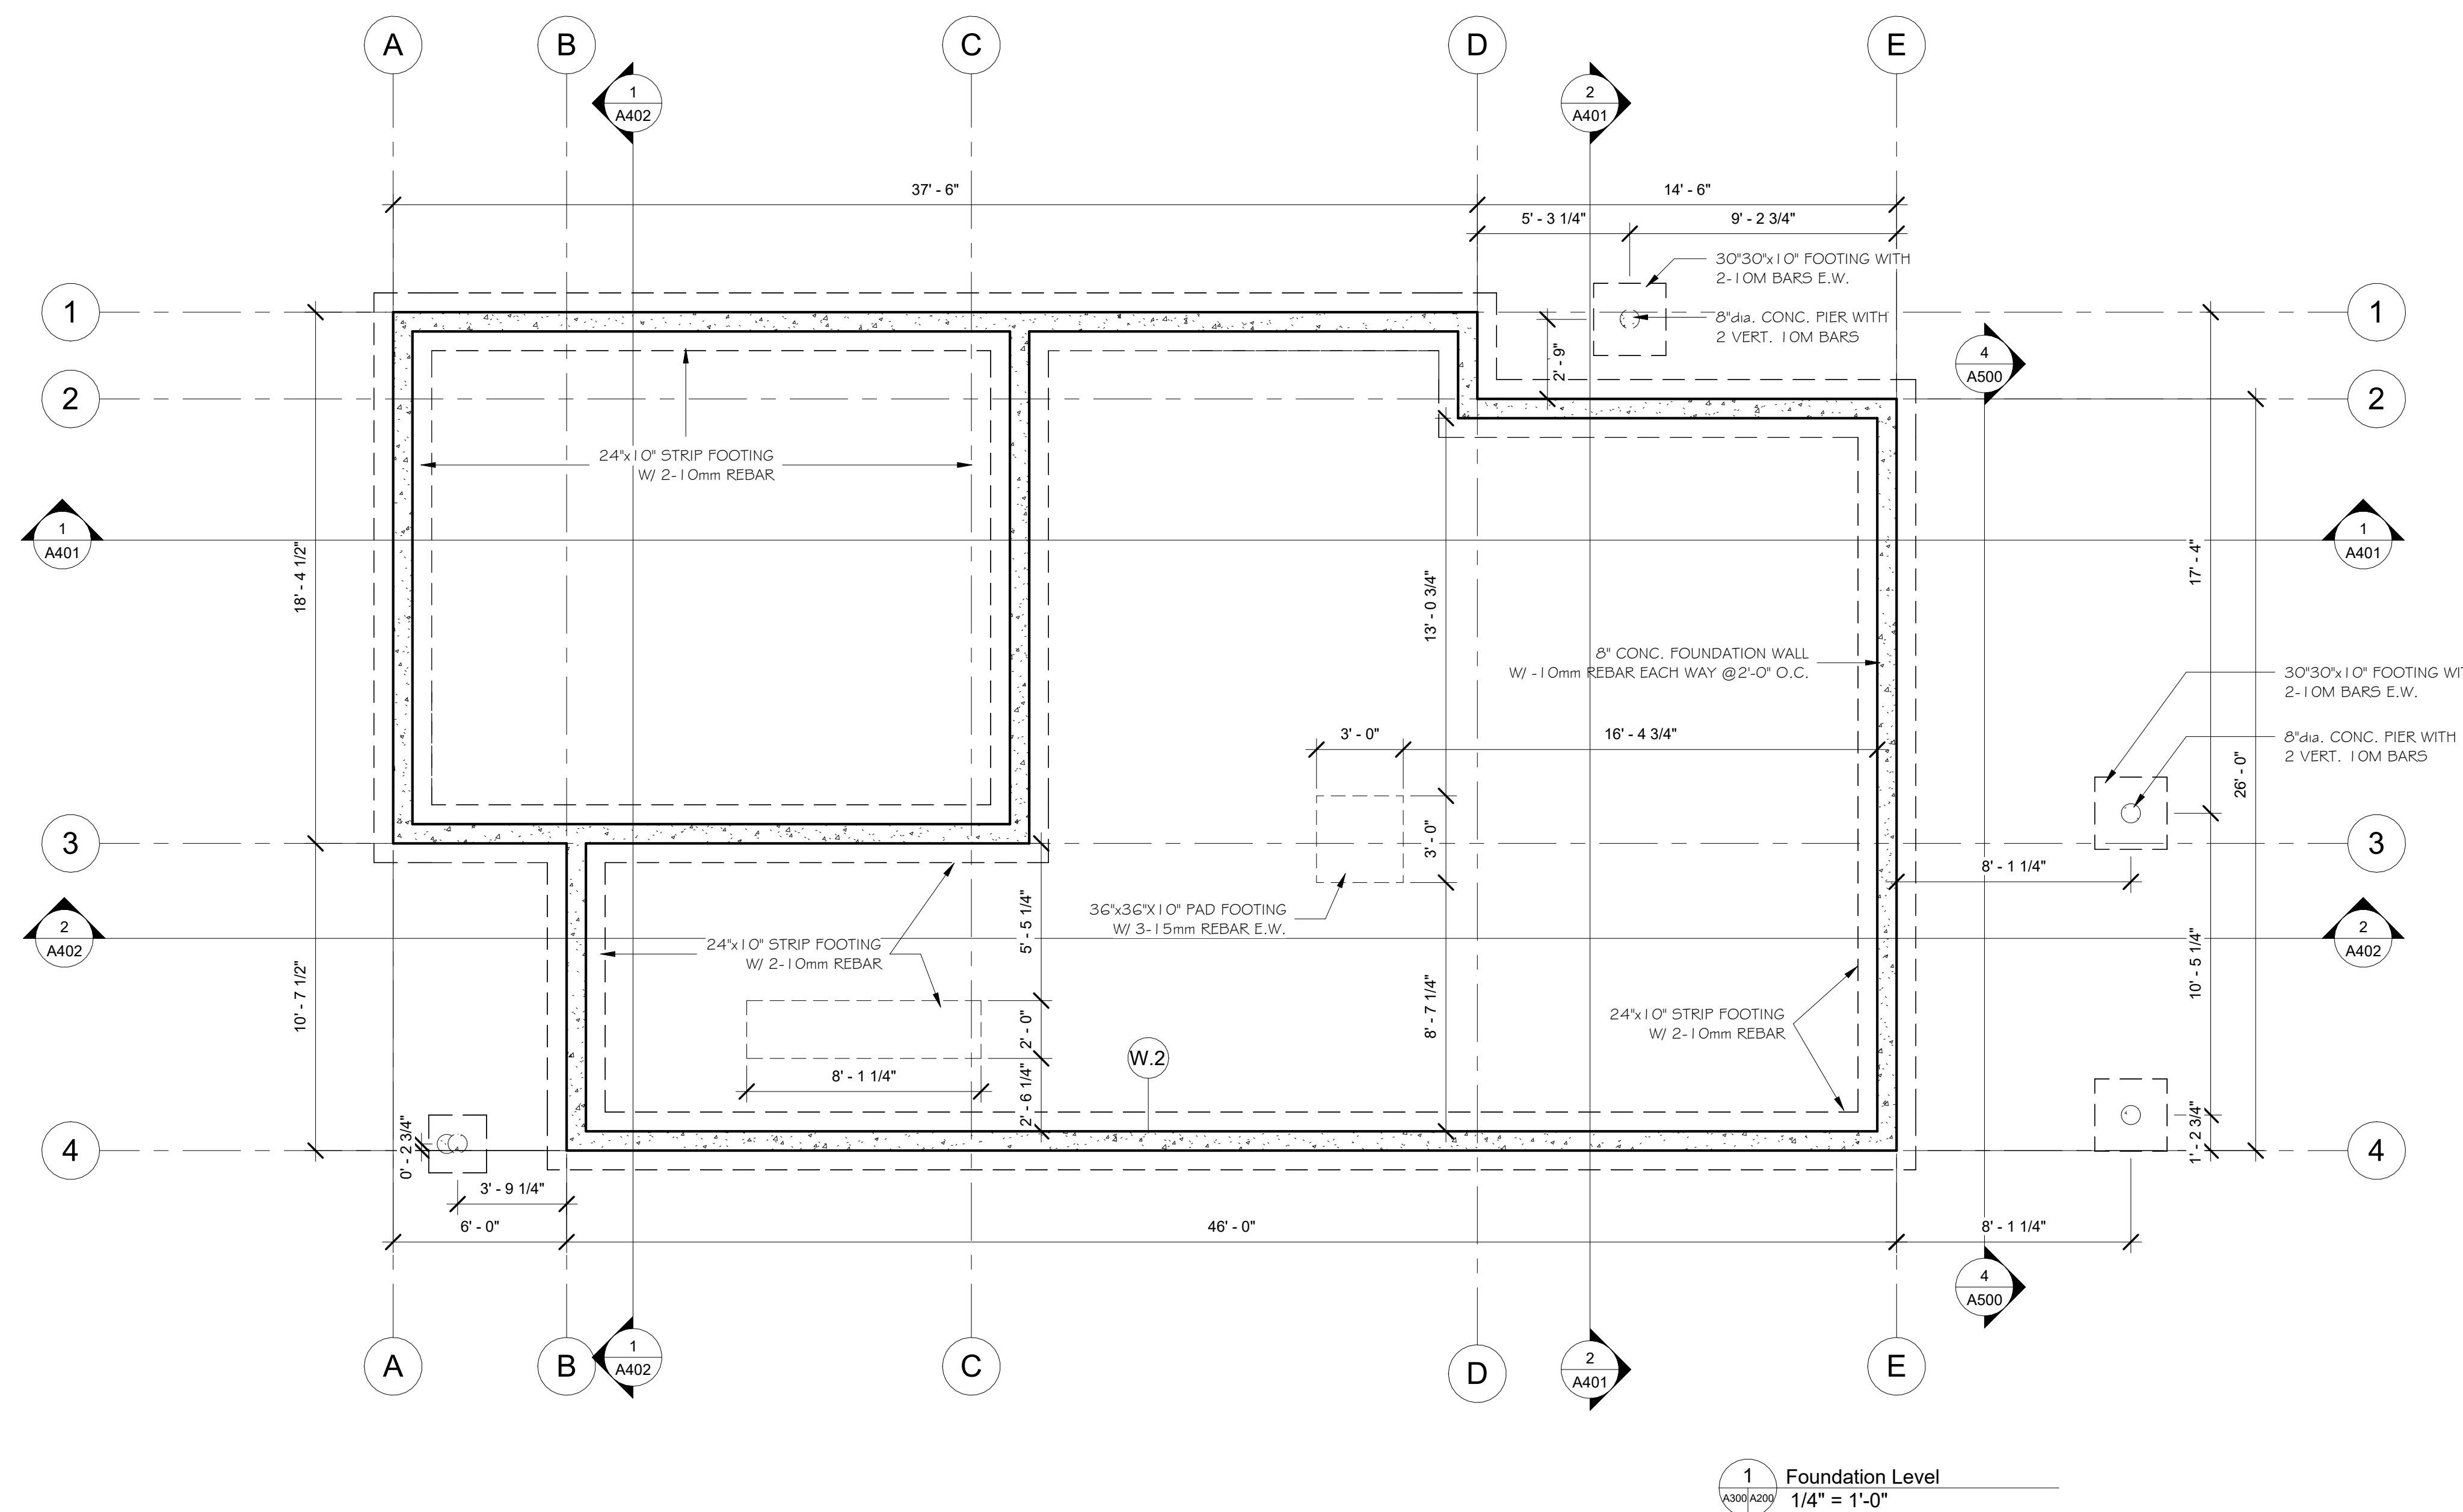 A
B
C
D
E
1
A402
2
A401
37' - 6"
14' - 6"
5' - 3 1/4"
9' - 2 3/4"
30"30"x10" FOOTING WITH
2-10M BARS E.W.
8"dia. CONC. PIER WITH
2 VERT. 10M BARS
1
1
2' - 9"
4
A500
2
2
24"x10" STRIP FOOTING
W/ 2-10mm REBAR
1
A401
1
A401
18' - 4 1/2"
17' - 4"
13' - 0 3/4"
8" CONC. FOUNDATION WALL
W/ -10mm REBAR EACH WAY @2'-0" O.C.
30"30"x10" FOOTING WI
2-10M BARS E.W.
3' - 0"
16' - 4 3/4"
8"dia. CONC. PIER WITH
2 VERT. 10M BARS
26' - 0"
3
3' - 0"
3
8' - 1 1/4"
36"x36"X10" PAD FOOTING
W/ 3-15mm REBAR E.W.
5' - 5 1/4"
2
A402
24"x10" STRIP FOOTING
W/ 2-10mm REBAR
2
A402
10' - 7 1/2"
10' - 5 1/4"
8' - 7 1/4"
2' - 0"
24"x10" STRIP FOOTING
W/ 2-10mm REBAR
W.2
8' - 1 1/4"
2' - 6 1/4"
0' - 2 3/4"
1' - 2 3/4"
4
4
3' - 9 1/4"
6' - 0"
46' - 0"
8' - 1 1/4"
4
A500
A
B
1
A402
C
D
2
A401
E
1
A300 A200
Foundation Level
1/4" = 1'-0"